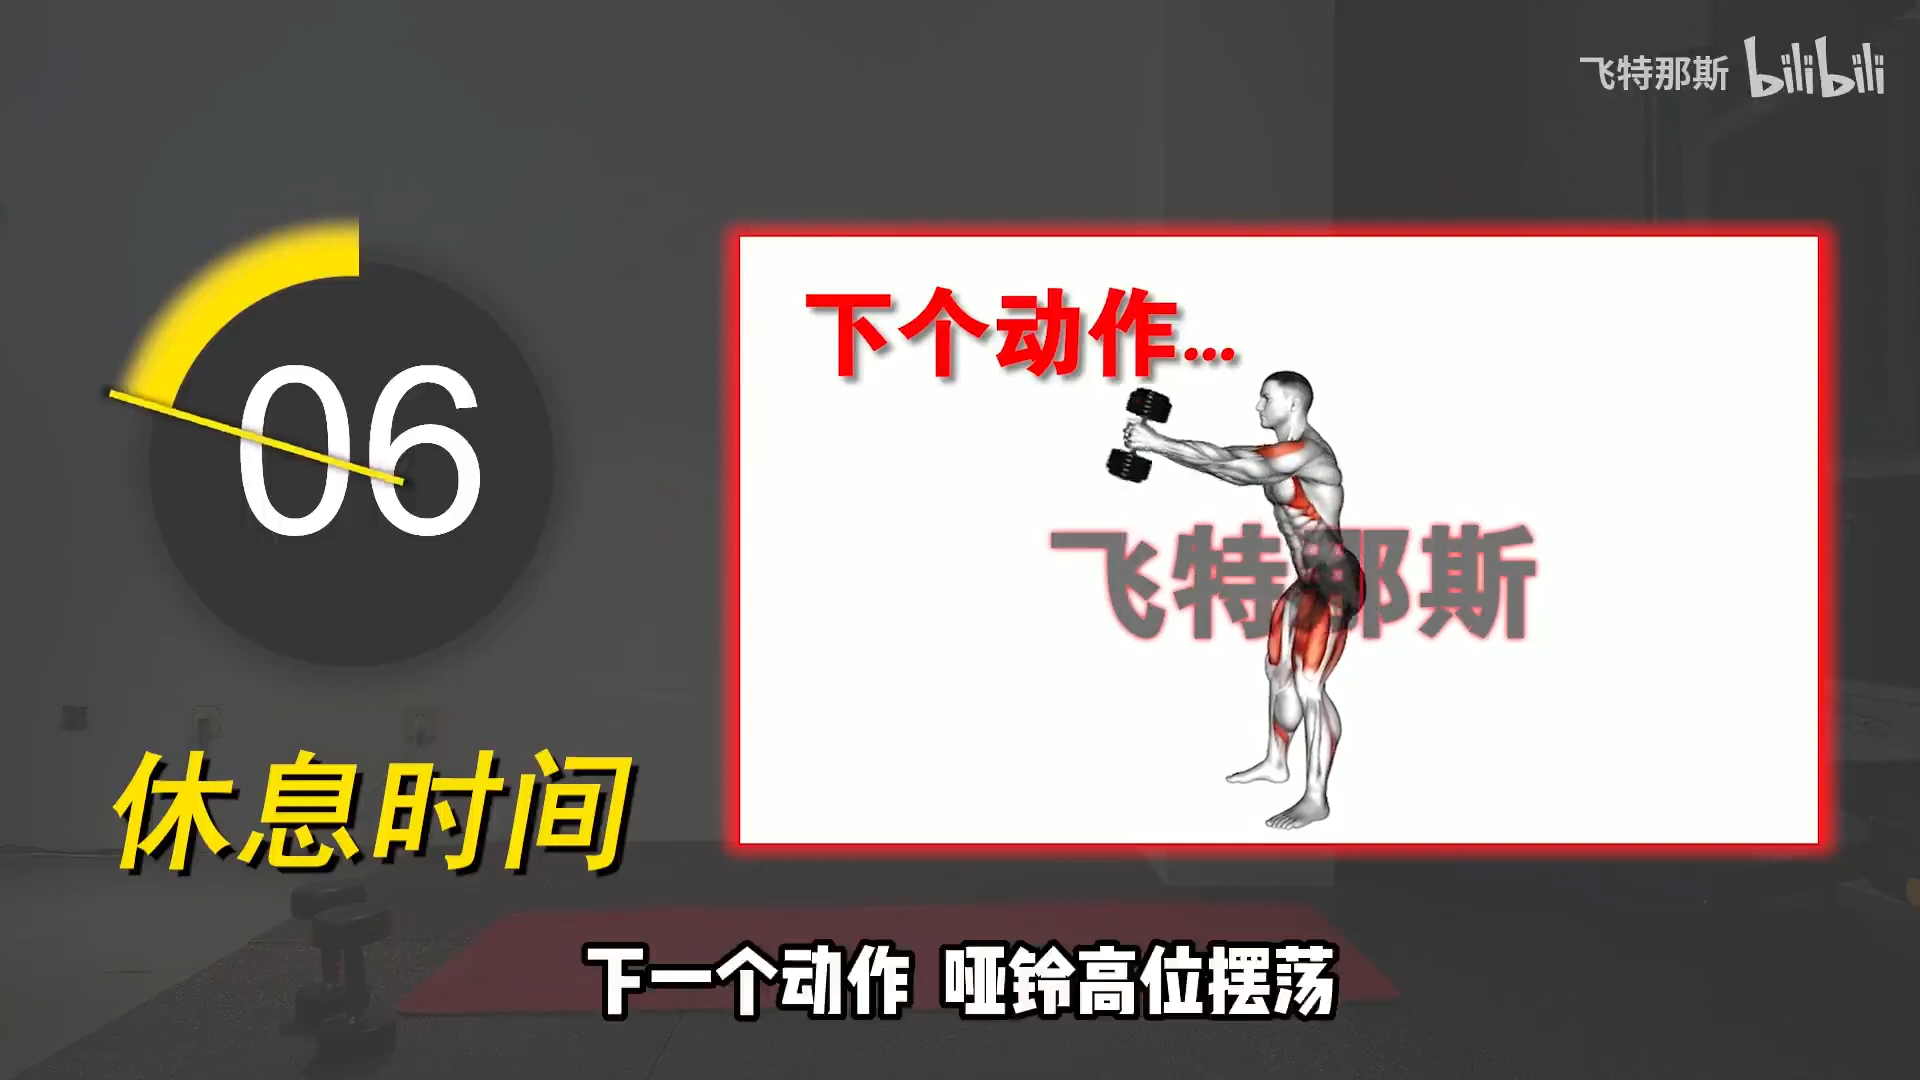 飞特那斯 bilibili
06
休息时间
下个动作...
飞特那斯
下一个动作 哑铃高位摆荡